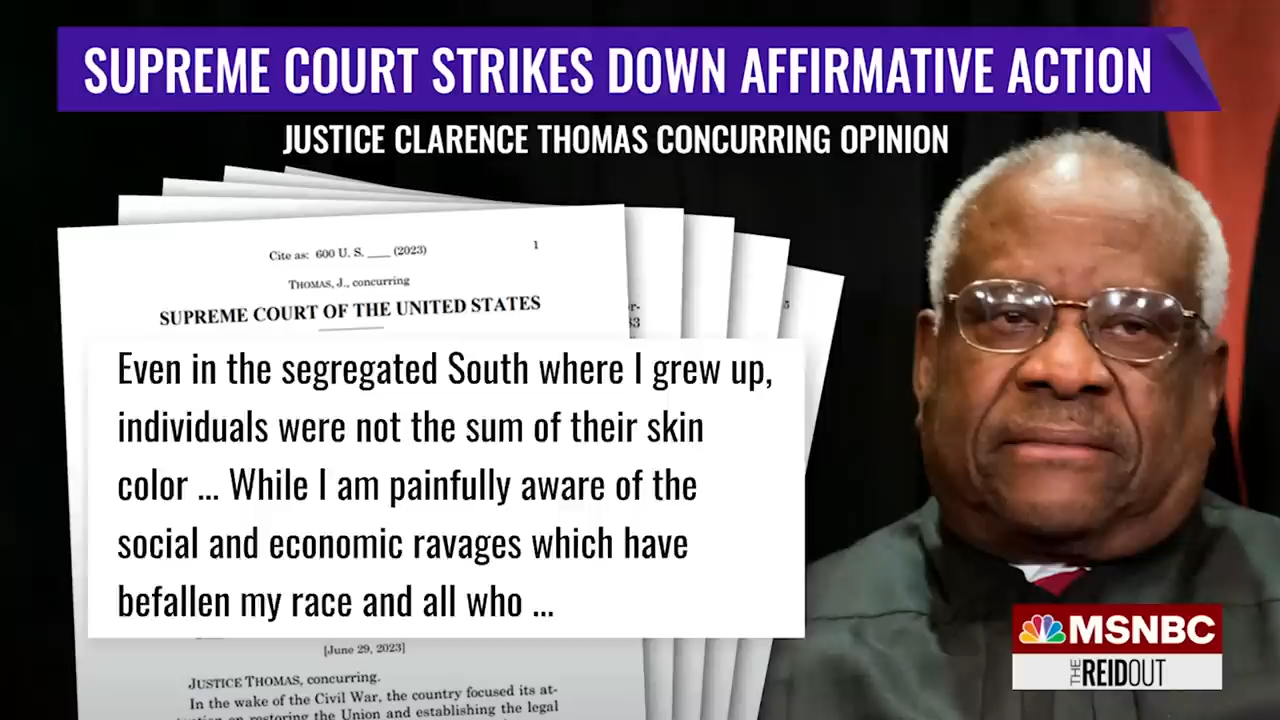 SUPREME COURT STRIKES DOWN AFFIRMATIVE ACTION
JUSTICE CLARENCE THOMAS CONCURRING OPINION
Cite as: 600 U. S. ___ (2023)
1
THOMAS, J., concurring
SUPREME COURT OF THE UNITED STATES
Even in the segregated South where I grew up,
individuals were not the sum of their skin
color ... While I am painfully aware of the
social and economic ravages which have
befallen my race and all who ...
[June 29, 2023]
JUSTICE THOMAS, concurring.
In the wake of the Civil War, the country focused its at-
restoring the Union and establishing the legal
MSNBC
THE REIDOUT